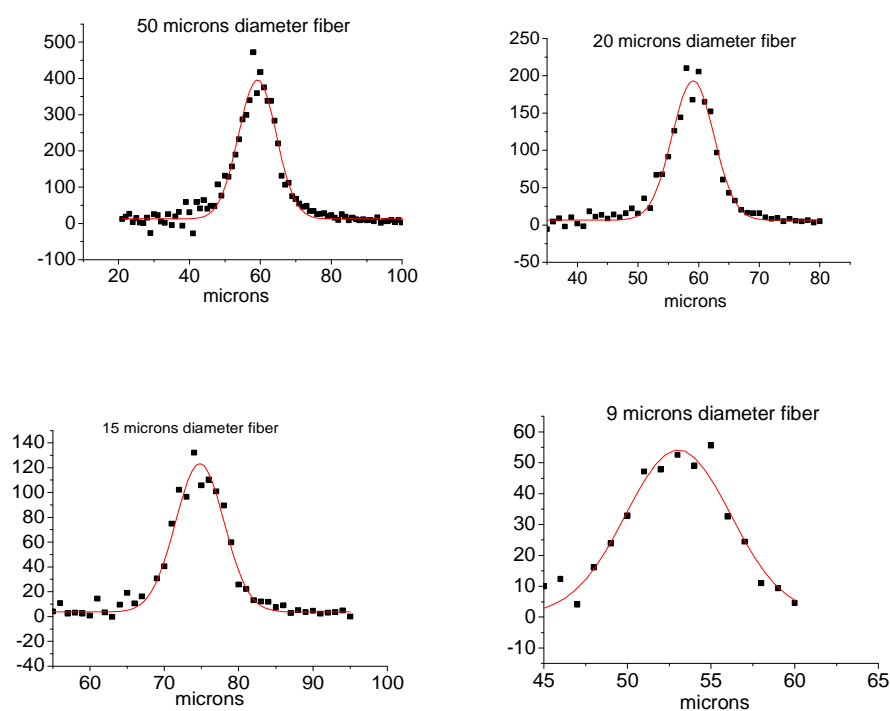 50 microns diameter fiber
500
400
300
200
100
0
-100
20 40 60 80 100
microns
20 microns diameter fiber
250
200
150
100
50
0
-50
40 50 60 70 80
microns
15 microns diameter fiber
140
120
100
80
60
40
20
0
-20
-40
60 70 80 90 100
microns
9 microns diameter fiber
60
50
40
30
20
10
0
-10
45 50 55 60 65
microns